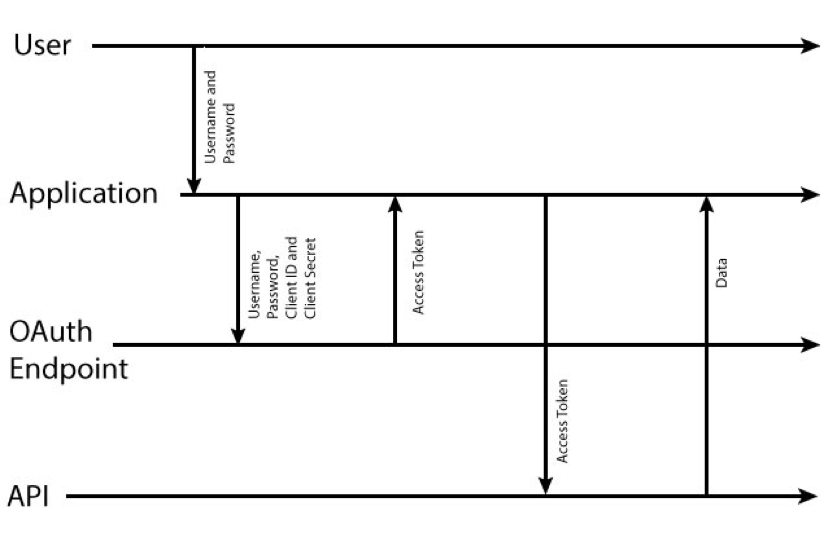 User
Username and
Password
Application
Username,
Password,
Client ID and
Client Secret
Access Token
Data
OAuth
Endpoint
Access Token
API